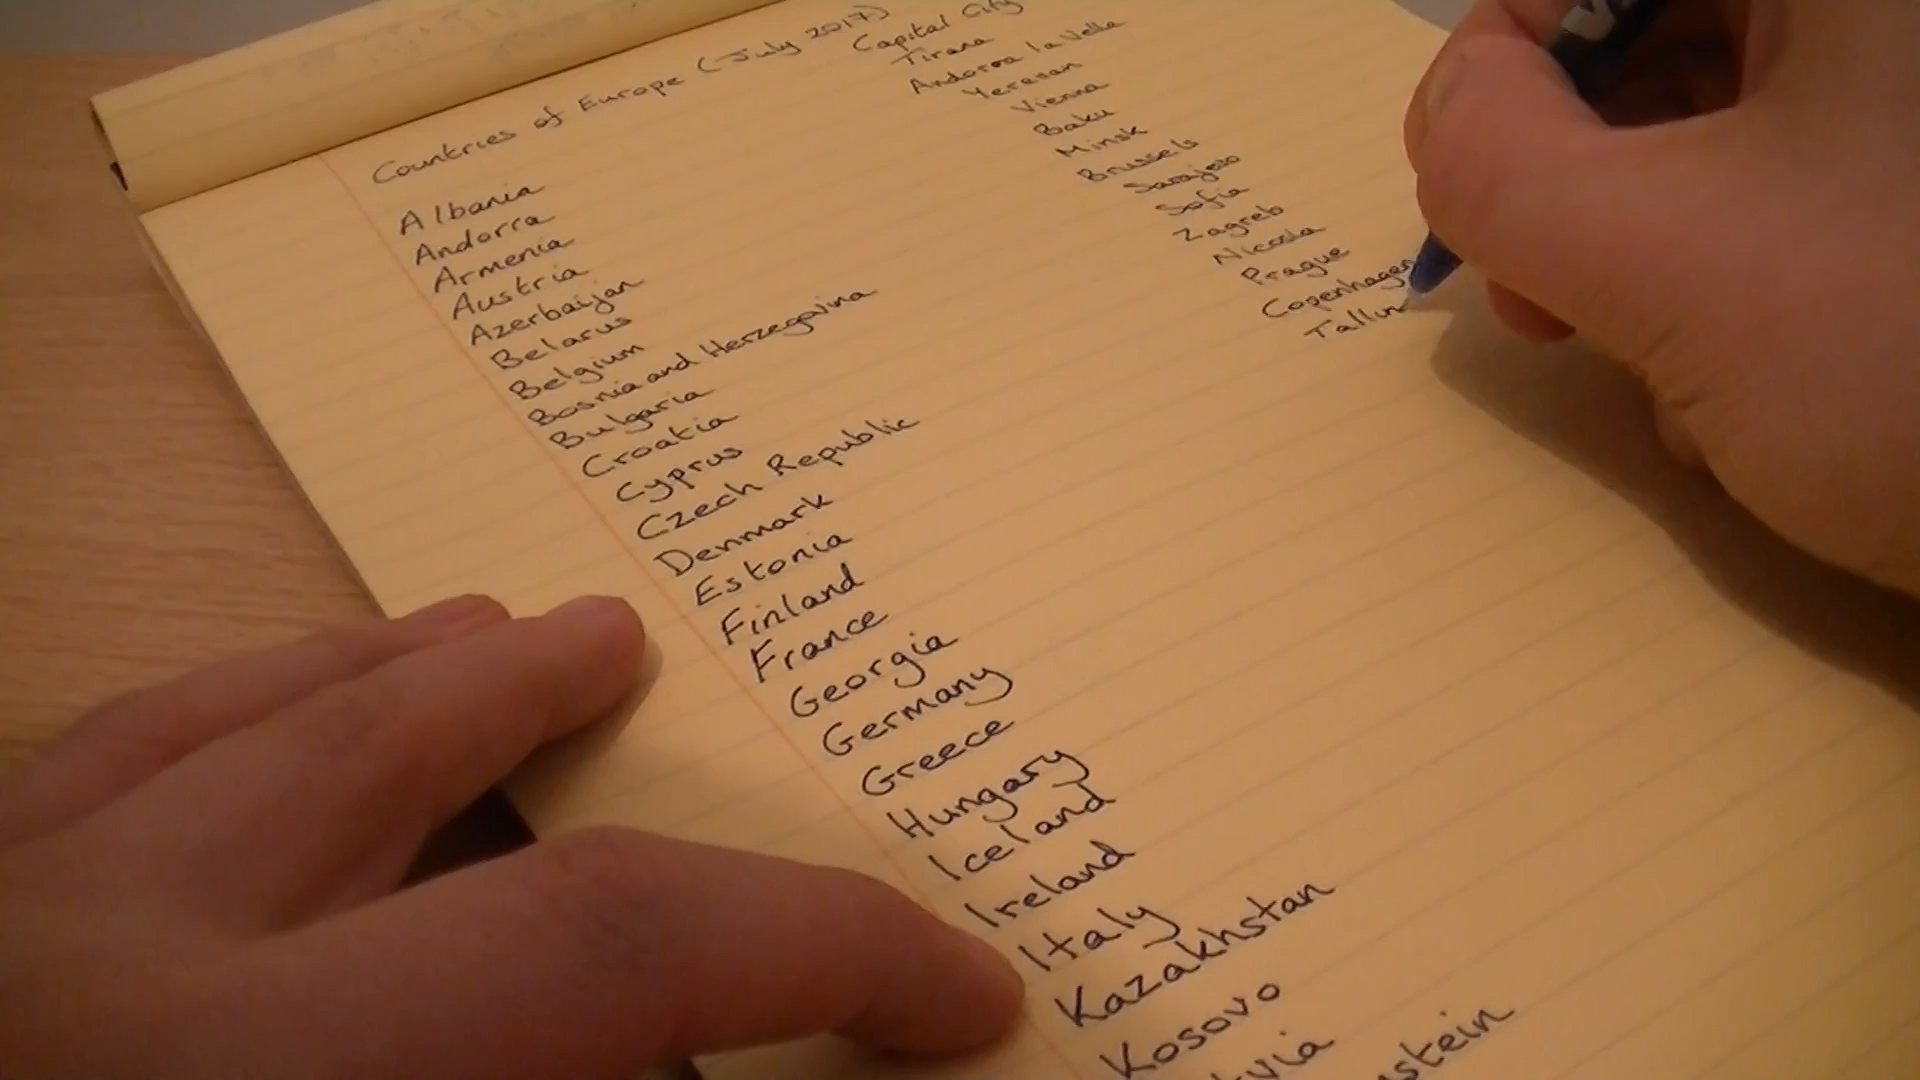 Countries of Europe (July 2017)
Capital City
Albania
Tirana
Andorra
Andorra la Vella
Armenia
Yerevan
Austria
Vienna
Azerbaijan
Baku
Belarus
Minsk
Belgium
Brussels
Bosnia and Herzegovina
Sarajevo
Bulgaria
Sofia
Croatia
Zagreb
Cyprus
Nicosia
Czech Republic
Prague
Denmark
Copenhagen
Estonia
Tallin
Finland
France
Georgia
Germany
Greece
Hungary
Iceland
Ireland
Italy
Kazakhstan
Kosovo